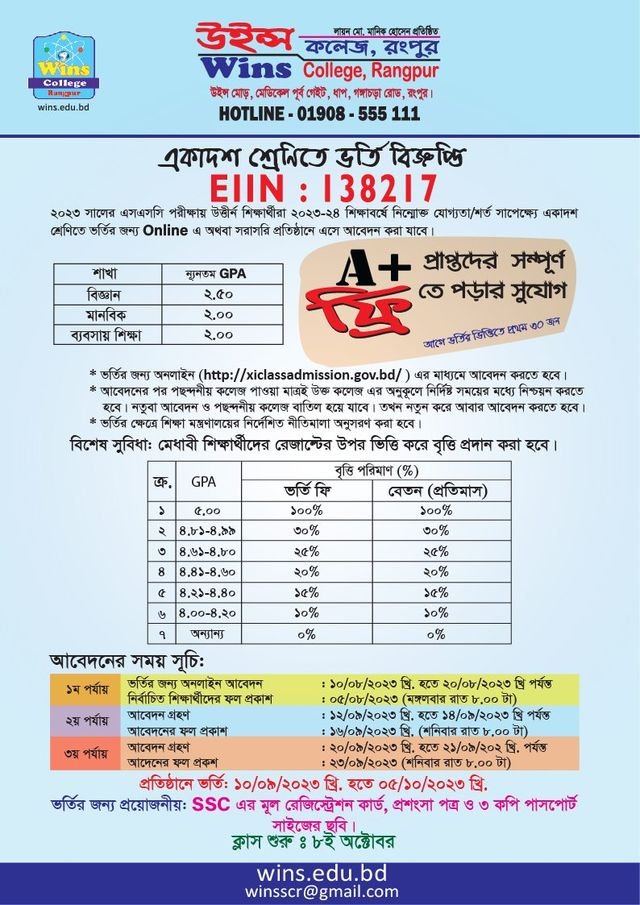 লায়ন মো. মানিক হোসেন প্রতিষ্ঠিত
উইন্স কলেজ, রংপুর
Wins College, Rangpur
Wins
College
Rangpur
wins.edu.bd
উইন্স মোড়, মেডিকেল পূর্ব গেইট, ধাপ, গঙ্গাচড়া রোড, রংপুর।
HOTLINE - 01908 - 555 111
একাদশ শ্রেণিতে ভর্তি বিজ্ঞপ্তি
EIIN : 138217
২০২৩ সালের এসএসসি পরীক্ষায় উত্তীর্ন শিক্ষার্থীরা ২০২৩-২৪ শিক্ষাবর্ষে নিম্নোক্ত যোগ্যতা/শর্ত সাপেক্ষে একাদশ
শ্রেণিতে ভর্তির জন্য Online এ অথবা সরাসরি প্রতিষ্ঠানে এসে আবেদন করা যাবে।
শাখা ন্যূনতম GPA
বিজ্ঞান ২.৫০
মানবিক ২.০০
ব্যবসায় শিক্ষা ২.০০
A+ প্রাপ্তদের সম্পূর্ণ
ফ্রি তে পড়ার সুযোগ
আগে ভর্তির ভিত্তিতে প্রথম ৩০ জন
* ভর্তির জন্য অনলাইন (http://xiclassadmission.gov.bd/ ) এর মাধ্যমে আবেদন করতে হবে।
* আবেদনের পর পছন্দনীয় কলেজ পাওয়া মাত্রই উক্ত কলেজ এর অনুকূলে নির্দিষ্ট সময়ের মধ্যে নিশ্চয়ন করতে
হবে। নতুবা আবেদন ও পছন্দনীয় কলেজ বাতিল হয়ে যাবে। তখন নতুন করে আবার আবেদন করতে হবে।
* ভর্তির ক্ষেত্রে শিক্ষা মন্ত্রণালয়ের নির্দেশিত নীতিমালা অনুসরণ করা হবে।
বিশেষ সুবিধা: মেধাবী শিক্ষার্থীদের রেজাল্টের উপর ভিত্তি করে বৃত্তি প্রদান করা হবে।
ক্র. GPA বৃত্তি পরিমাণ (%)
ভর্তি ফি বেতন (প্রতিমাস)
১ ৫.০০ ১০০% ১০০%
২ ৪.৮১-৪.৯৯ ৩০% ৩০%
৩ ৪.৬১-৪.৮০ ২৫% ২৫%
৪ ৪.৪১-৪.৬০ ২০% ২০%
৫ ৪.২১-৪.৪০ ১৫% ১৫%
৬ ৪.০০-৪.২০ ১০% ১০%
৭ অন্যান্য ০% ০%
আবেদনের সময় সূচি:
১ম পর্যায় ভর্তির জন্য অনলাইন আবেদন : ১০/০৮/২০২৩ খ্রি. হতে ২০/০৮/২০২৩ খ্রি পর্যন্ত
নির্বাচিত শিক্ষার্থীদের ফল প্রকাশ : ০৫/০৮/২০২৩ (মঙ্গলবার রাত ৮.০০ টা)
২য় পর্যায় আবেদন গ্রহণ : ১২/০৯/২০২৩ খ্রি. হতে ১৪/০৯/২০২৩ খ্রি পর্যন্ত
আবেদনের ফল প্রকাশ : ১৬/০৯/২০২৩ (শনিবার রাত ৮.০০ টা)
৩য় পর্যায় আবেদন গ্রহণ : ২০/০৯/২০২৩ খ্রি. হতে ২১/০৯/২০২ খ্রি. পর্যন্ত
আদেনের ফল প্রকশ : ২৩/০৯/২০২৩ (শনিবার রাত ৮.০০ টা)
প্রতিষ্ঠানে ভর্তি: ১০/০৯/২০২৩ খ্রি. হতে ০৫/১০/২০২৩ খ্রি.
ভর্তির জন্য প্রয়োজনীয়: SSC এর মূল রেজিস্ট্রেশন কার্ড, প্রশংসা পত্র ও ৩ কপি পাসপোর্ট
সাইজের ছবি।
ক্লাস শুরু ঃ ৮ই অক্টোবর
wins.edu.bd
winsscr@gmail.com